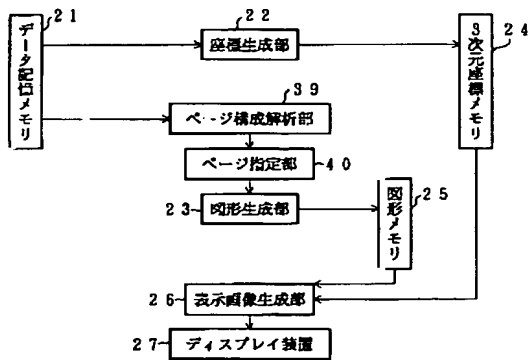 21
データ記憶メモリ
22
座標生成部
3次元座標メモリ
24
39
ページ構成解析部
ページ指定部
40
23
図形生成部
図形メモリ
25
26
表示画像生成部
27
ディスプレイ装置